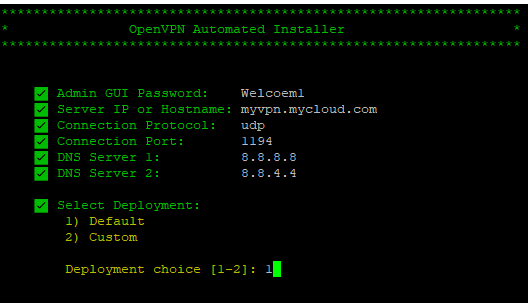 *****************************************************************
* OpenVPN Automated Installer *
*****************************************************************
Admin GUI Password: Welcoem1
Server IP or Hostname: myvpn.mycloud.com
Connection Protocol: udp
Connection Port: 1194
DNS Server 1: 8.8.8.8
DNS Server 2: 8.8.4.4
Select Deployment:
1) Default
2) Custom
Deployment choice [1-2]: 1